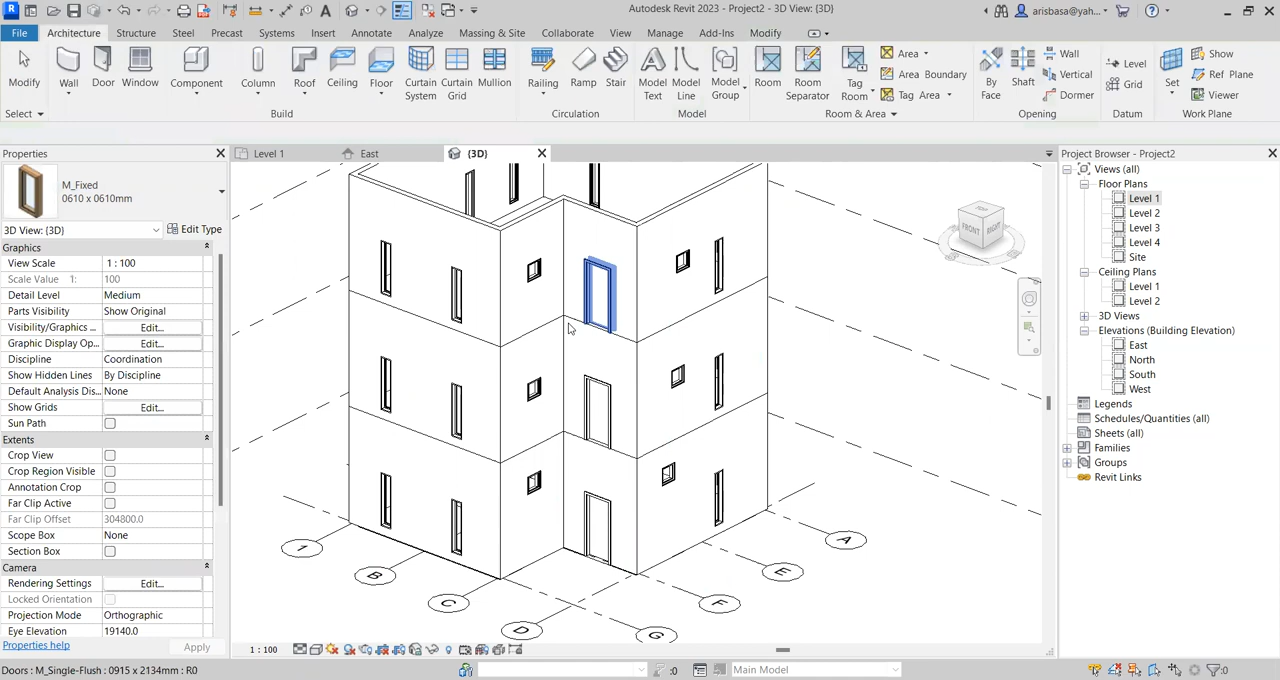 Autodesk Revit 2023 - Project2 - 3D View: {3D}
arisbasa@yah...
File
Architecture
Structure
Steel
Precast
Systems
Insert
Annotate
Analyze
Massing & Site
Collaborate
View
Manage
Add-Ins
Modify
Modify
Wall
Door
Window
Component
Column
Roof
Ceiling
Floor
Curtain System
Curtain Grid
Mullion
Railing
Ramp
Stair
Model Text
Model Line
Model Group
Room
Room Separator
Tag Room
Area
Area Boundary
Tag Area
By Face
Shaft
Wall
Vertical
Dormer
Level
Grid
Set
Show
Ref Plane
Viewer
Select
Build
Circulation
Model
Room & Area
Opening
Datum
Work Plane
Properties
M_Fixed
0610 x 0610mm
3D View: {3D}
Edit Type
Graphics
View Scale 1 : 100
Scale Value 1: 100
Detail Level Medium
Parts Visibility Show Original
Visibility/Graphics ... Edit...
Graphic Display Op... Edit...
Discipline Coordination
Show Hidden Lines By Discipline
Default Analysis Dis... None
Show Grids Edit...
Sun Path
Extents
Crop View
Crop Region Visible
Annotation Crop
Far Clip Active
Far Clip Offset 304800.0
Scope Box None
Section Box
Camera
Rendering Settings Edit...
Locked Orientation
Projection Mode Orthographic
Eye Elevation 19140.0
Properties help
Apply
Level 1
East
{3D}
TOP
FRONT
RIGHT
1
B
C
D
G
F
E
A
1 : 100
Project Browser - Project2
Views (all)
Floor Plans
Level 1
Level 2
Level 3
Level 4
Site
Ceiling Plans
Level 1
Level 2
3D Views
Elevations (Building Elevation)
East
North
South
West
Legends
Schedules/Quantities (all)
Sheets (all)
Families
Groups
Revit Links
Doors : M_Single-Flush : 0915 x 2134mm : R0
:0
Main Model
:0